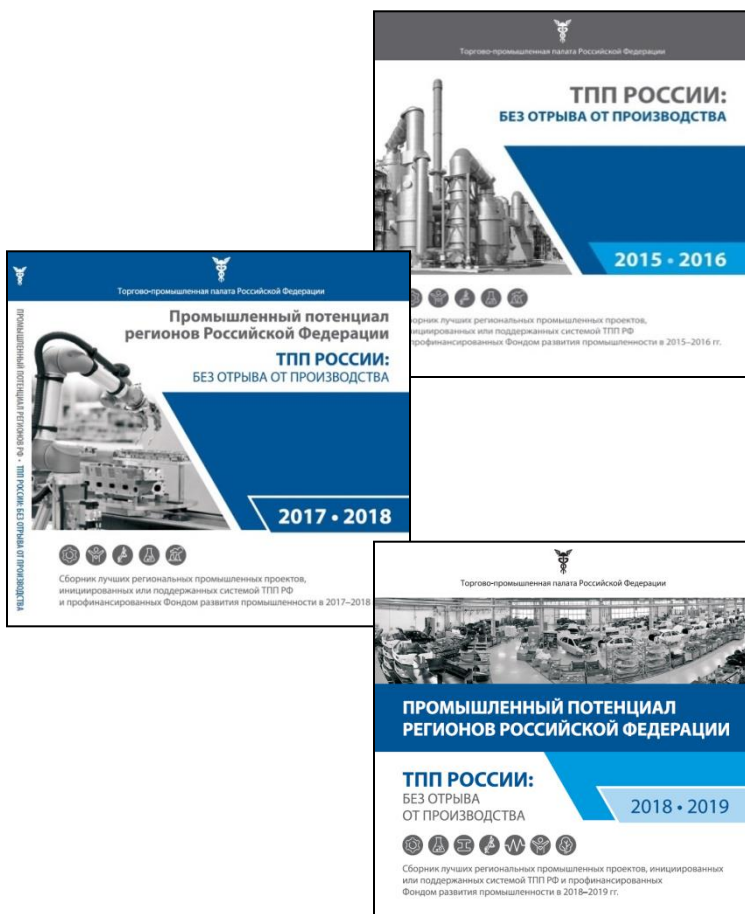 Торгово-промышленная палата Российской Федерации
ТПП РОССИИ:
БЕЗ ОТРЫВА ОТ ПРОИЗВОДСТВА
2015 • 2016
лучших региональных промышленных проектов,
или поддержанных системой ТПП РФ
Фондом развития промышленности в 2015–2016 гг.
Торгово-промышленная палата Российской Федерации
Промышленный потенциал
регионов Российской Федерации
ТПП РОССИИ:
БЕЗ ОТРЫВА ОТ ПРОИЗВОДСТВА
2017 • 2018
Сборник лучших региональных промышленных проектов,
инициированных или поддержанных системой ТПП РФ
и профинансированных Фондом развития промышленности в 2017–2018
ПРОМЫШЛЕННЫЙ ПОТЕНЦИАЛ РЕГИОНОВ РФ • ТПП РОССИИ: БЕЗ ОТРЫВА ОТ ПРОИЗВОДСТВА
Торгово-промышленная палата Российской Федерации
ПРОМЫШЛЕННЫЙ ПОТЕНЦИАЛ
РЕГИОНОВ РОССИЙСКОЙ ФЕДЕРАЦИИ
ТПП РОССИИ:
БЕЗ ОТРЫВА
ОТ ПРОИЗВОДСТВА
2018 • 2019
Сборник лучших региональных промышленных проектов, инициированных
или поддержанных системой ТПП РФ и профинансированных
Фондом развития промышленности в 2018–2019 гг.